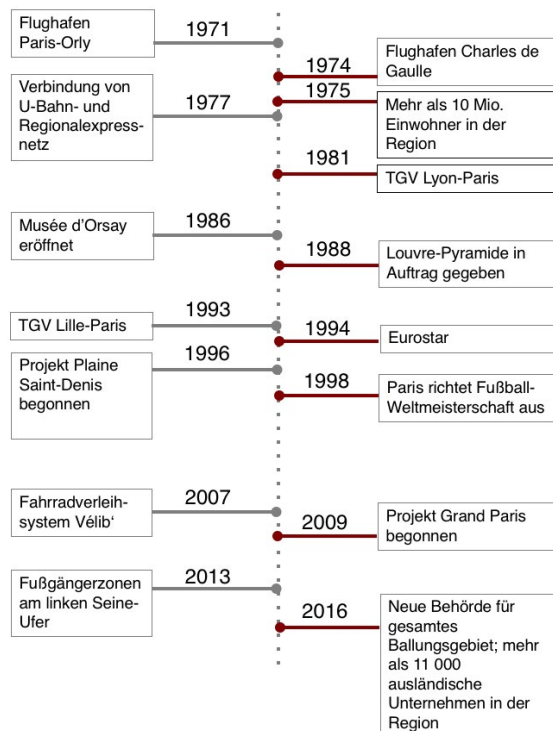 Flughafen
Paris-Orly
1971
1974
Flughafen Charles de
Gaulle
1975
Mehr als 10 Mio.
Einwohner in der
Region
Verbindung von
U-Bahn- und
Regionalexpress-
netz
1977
1981
TGV Lyon-Paris
Musée d’Orsay
eröffnet
1986
1988
Louvre-Pyramide in
Auftrag gegeben
TGV Lille-Paris
1993
1994
Eurostar
Projekt Plaine
Saint-Denis
begonnen
1996
1998
Paris richtet Fußball-
Weltmeisterschaft aus
Fahrradverleih-
system Vélib‘
2007
2009
Projekt Grand Paris
begonnen
Fußgängerzonen
am linken Seine-
Ufer
2013
2016
Neue Behörde für
gesamtes
Ballungsgebiet; mehr
als 11 000
ausländische
Unternehmen in der
Region